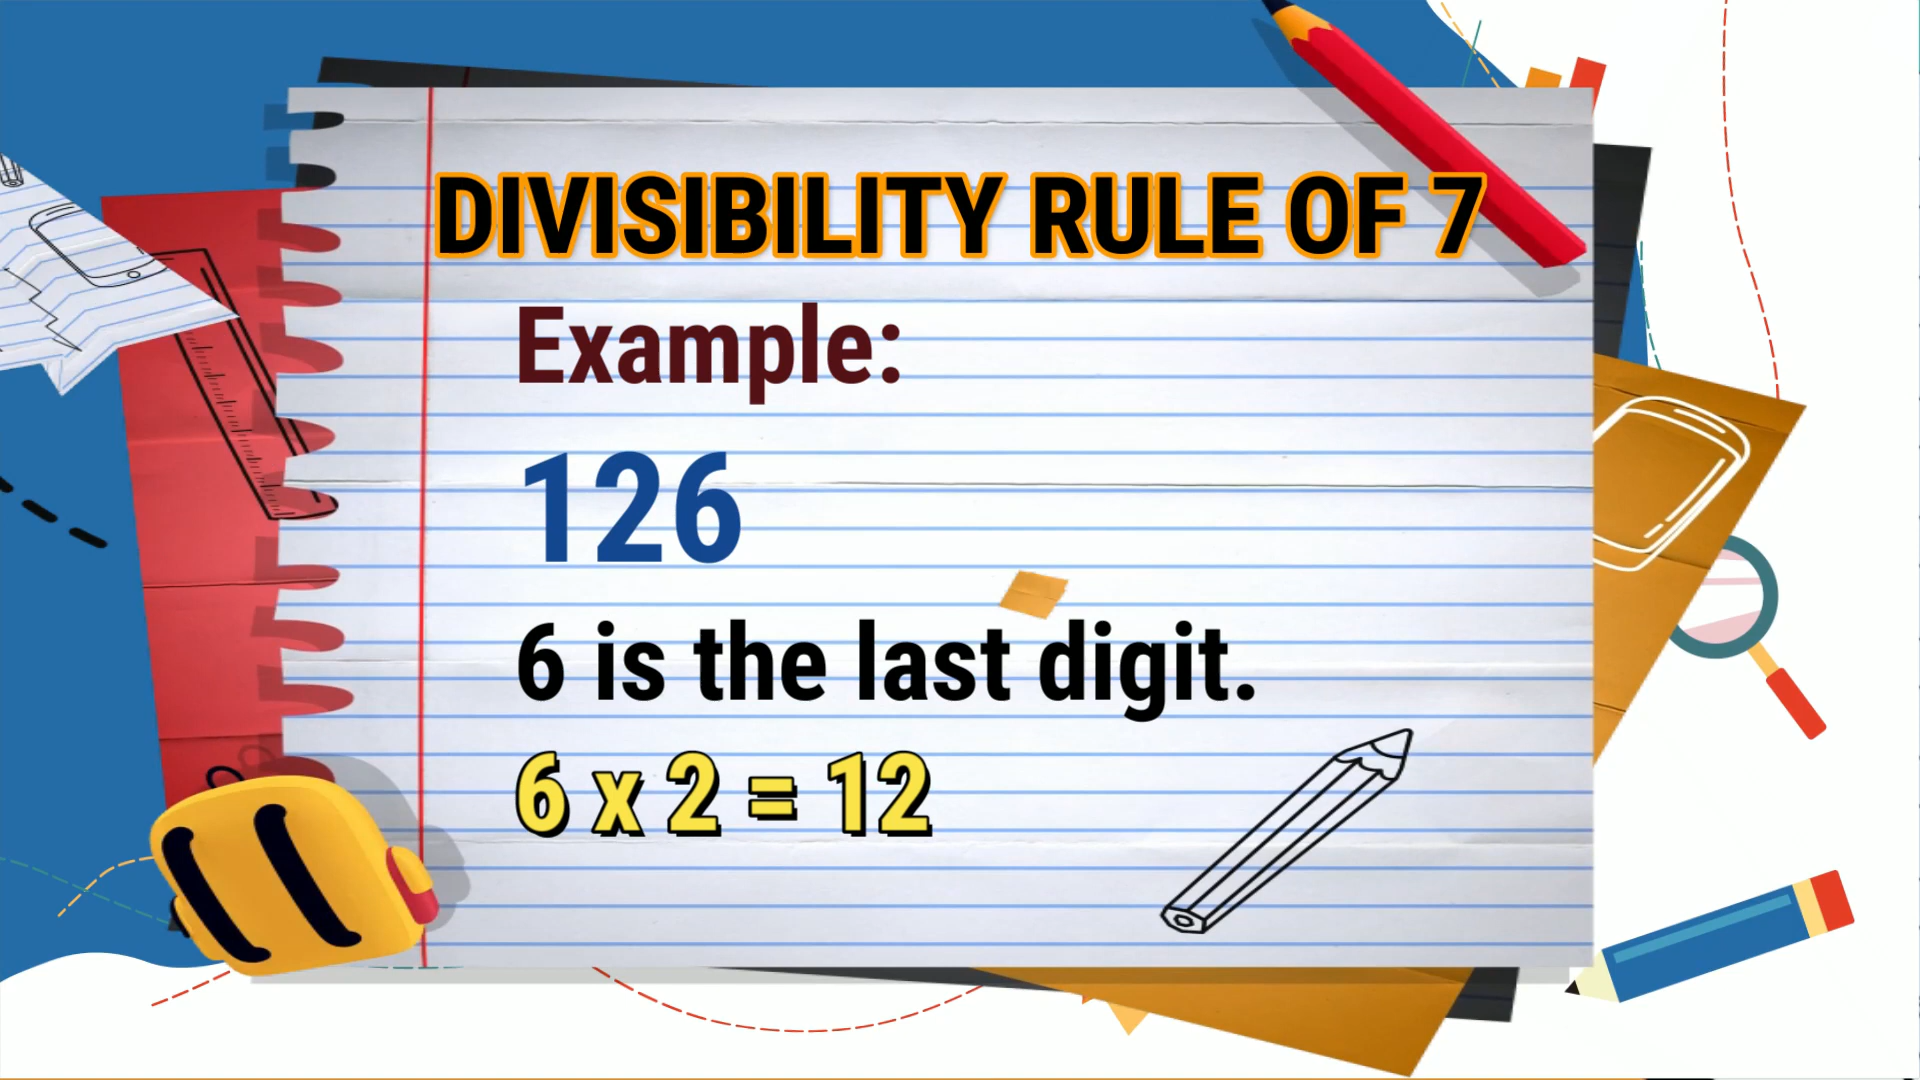 DIVISIBILITY RULE OF 7
Example:
126
6 is the last digit.
6 x 2 = 12